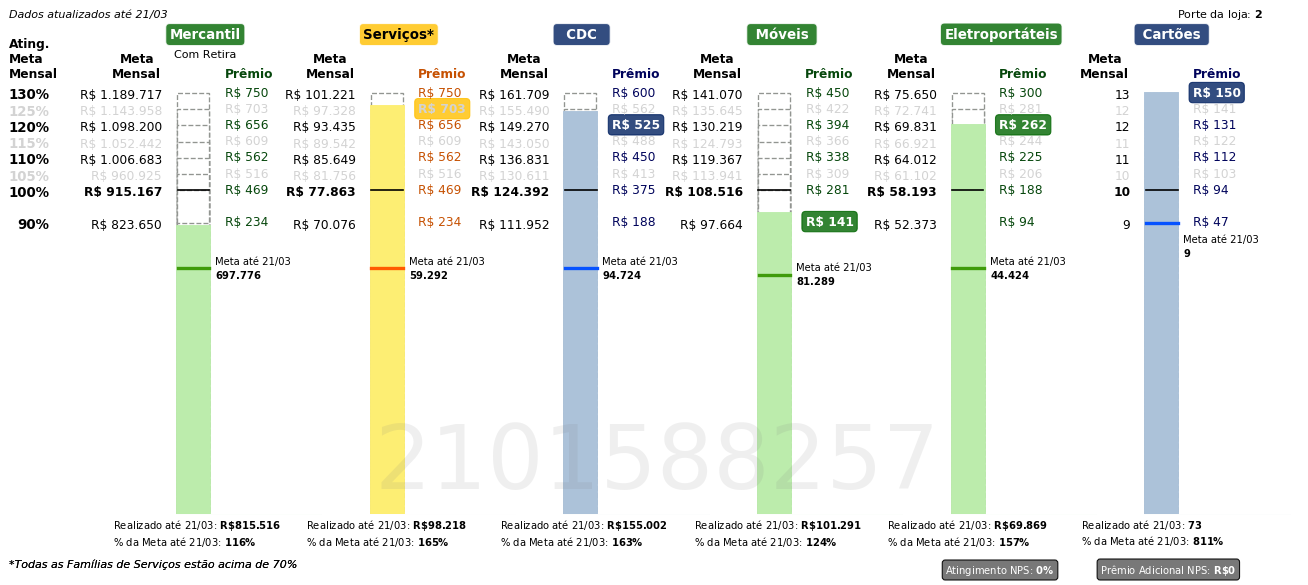 Dados atualizados até 21/03
Porte da loja: 2
Mercantil Serviços* CDC Móveis Eletroportáteis Cartões
Com Retira
Ating. Meta Mensal
Meta Mensal Prêmio Meta Mensal Prêmio Meta Mensal Prêmio Meta Mensal Prêmio Meta Mensal Prêmio Meta Mensal Prêmio
130% R$ 1.189.717 R$ 750 R$ 101.221 R$ 750 R$ 161.709 R$ 600 R$ 141.070 R$ 450 R$ 75.650 R$ 300 13 R$ 150
125% R$ 1.143.958 R$ 703 R$ 97.328 R$ 703 R$ 155.490 R$ 562 R$ 135.645 R$ 422 R$ 72.741 R$ 281 12 R$ 141
120% R$ 1.098.200 R$ 656 R$ 93.435 R$ 656 R$ 149.270 R$ 525 R$ 130.219 R$ 394 R$ 69.831 R$ 262 12 R$ 131
115% R$ 1.052.442 R$ 609 R$ 89.542 R$ 609 R$ 143.050 R$ 488 R$ 124.793 R$ 366 R$ 66.921 R$ 244 11 R$ 122
110% R$ 1.006.683 R$ 562 R$ 85.649 R$ 562 R$ 136.831 R$ 450 R$ 119.367 R$ 338 R$ 64.012 R$ 225 11 R$ 112
105% R$ 960.925 R$ 516 R$ 81.756 R$ 516 R$ 130.611 R$ 413 R$ 113.941 R$ 309 R$ 61.102 R$ 206 10 R$ 103
100% R$ 915.167 R$ 469 R$ 77.863 R$ 469 R$ 124.392 R$ 375 R$ 108.516 R$ 281 R$ 58.193 R$ 188 10 R$ 94
90% R$ 823.650 R$ 234 R$ 70.076 R$ 234 R$ 111.952 R$ 188 R$ 97.664 R$ 141 R$ 52.373 R$ 94 9 R$ 47
Meta até 21/03 697.776
Meta até 21/03 59.292
Meta até 21/03 94.724
Meta até 21/03 81.289
Meta até 21/03 44.424
Meta até 21/03 9
2101588257
Realizado até 21/03: R$815.516 Realizado até 21/03: R$98.218 Realizado até 21/03: R$155.002 Realizado até 21/03: R$101.291 Realizado até 21/03: R$69.869 Realizado até 21/03: 73
% da Meta até 21/03: 116% % da Meta até 21/03: 165% % da Meta até 21/03: 163% % da Meta até 21/03: 124% % da Meta até 21/03: 157% % da Meta até 21/03: 811%
*Todas as Famílias de Serviços estão acima de 70%
Atingimento NPS: 0% Prêmio Adicional NPS: R$0